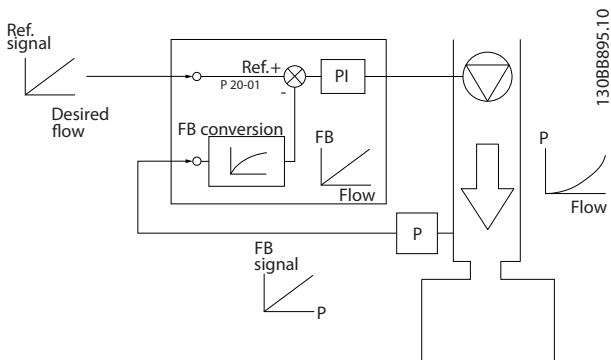 Ref.
signal
Desired
flow
Ref.+
P 20-01
-
PI
FB conversion
FB
Flow
P
FB
signal
P
P
Flow
130BB895.10